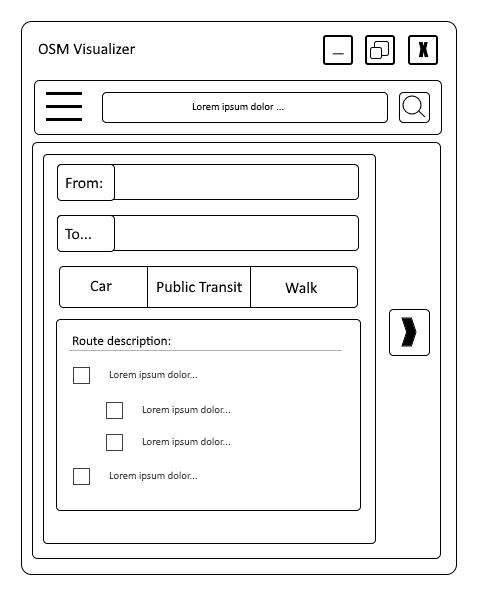 OSM Visualizer
X
Lorem ipsum dolor ...
From:
To...
Car Public Transit Walk
Route description:
Lorem ipsum dolor...
Lorem ipsum dolor...
Lorem ipsum dolor...
Lorem ipsum dolor...